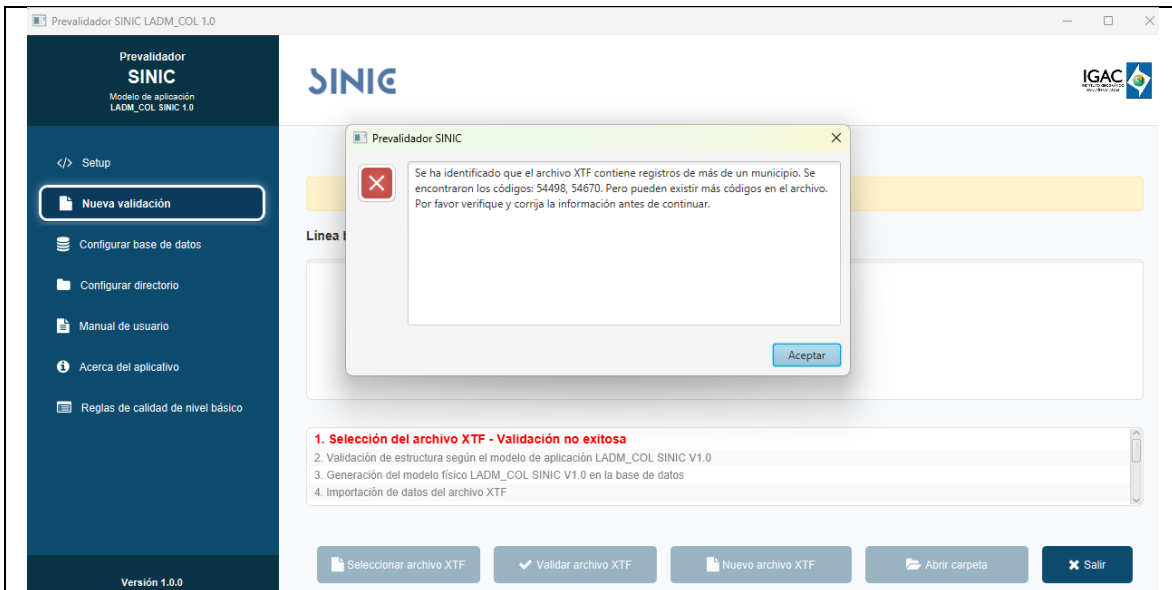 Prevalidador SINIC LADM_COL 1.0
Prevalidador
SINIC
Modelo de aplicación
LADM_COL SINIC 1.0
</> Setup
Nueva validación
Configurar base de datos
Configurar directorio
Manual de usuario
Acerca del aplicativo
Reglas de calidad de nivel básico
Versión 1.0.0
SINIC
IGAC
Prevalidador SINIC
Se ha identificado que el archivo XTF contiene registros de más de un municipio. Se
encontraron los códigos: 54498, 54670. Pero pueden existir más códigos en el archivo.
Por favor verifique y corrija la información antes de continuar.
Aceptar
Línea
1. Selección del archivo XTF - Validación no exitosa
2. Validación de estructura según el modelo de aplicación LADM_COL SINIC V1.0
3. Generación del modelo físico LADM_COL SINIC V1.0 en la base de datos
4. Importación de datos del archivo XTF
Seleccionar archivo XTF
Validar archivo XTF
Nuevo archivo XTF
Abrir carpeta
Salir